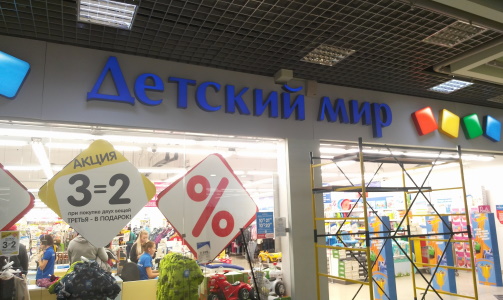 Детский мир
АКЦИЯ
3=2
при покупке двух вещей
ТРЕТЬЯ - В ПОДАРОК!
%
3=2